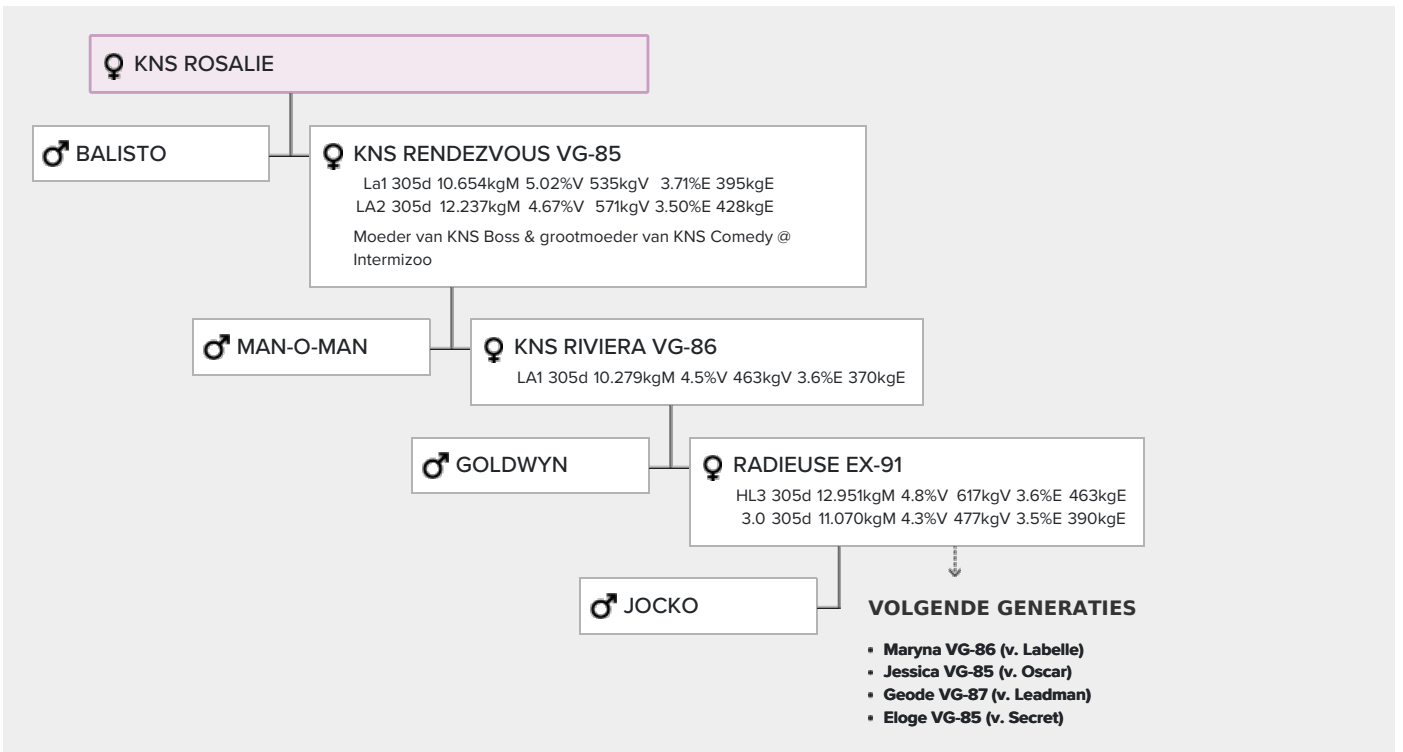 KNS ROSALIE
BALISTO
KNS RENDEZVOUS VG-85
La1 305d 10.654kgM 5.02%V 535kgV 3.71%E 395kgE
LA2 305d 12.237kgM 4.67%V 571kgV 3.50%E 428kgE
Moeder van KNS Boss & grootmoeder van KNS Comedy @
Intermizoo
MAN-O-MAN
KNS RIVIERA VG-86
LA1 305d 10.279kgM 4.5%V 463kgV 3.6%E 370kgE
GOLDWYN
RADIEUSE EX-91
HL3 305d 12.951kgM 4.8%V 617kgV 3.6%E 463kgE
3.0 305d 11.070kgM 4.3%V 477kgV 3.5%E 390kgE
JOCKO
VOLGENDE GENERATIES
• Maryna VG-86 (v. Labelle)
• Jessica VG-85 (v. Oscar)
• Geode VG-87 (v. Leadman)
• Eloge VG-85 (v. Secret)